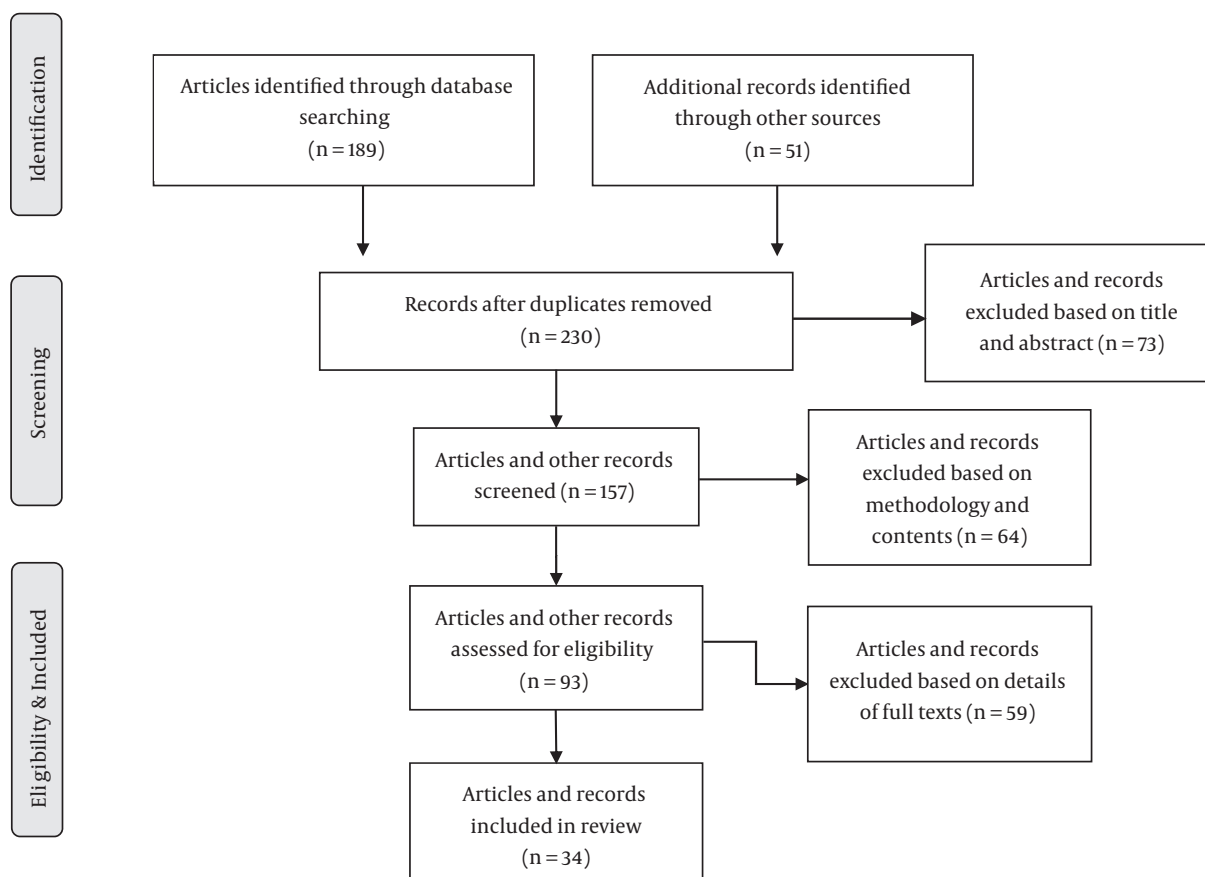 Identification
Articles identified through database
searching
(n = 189)
Additional records identified
through other sources
(n = 51)
Screening
Records after duplicates removed
(n = 230)
Articles and records
excluded based on title
and abstract (n = 73)
Articles and other records
screened (n = 157)
Articles and records
excluded based on
methodology and
contents (n = 64)
Eligibility & Included
Articles and other records
assessed for eligibility
(n = 93)
Articles and records
excluded based on details
of full texts (n = 59)
Articles and records
included in review
(n = 34)